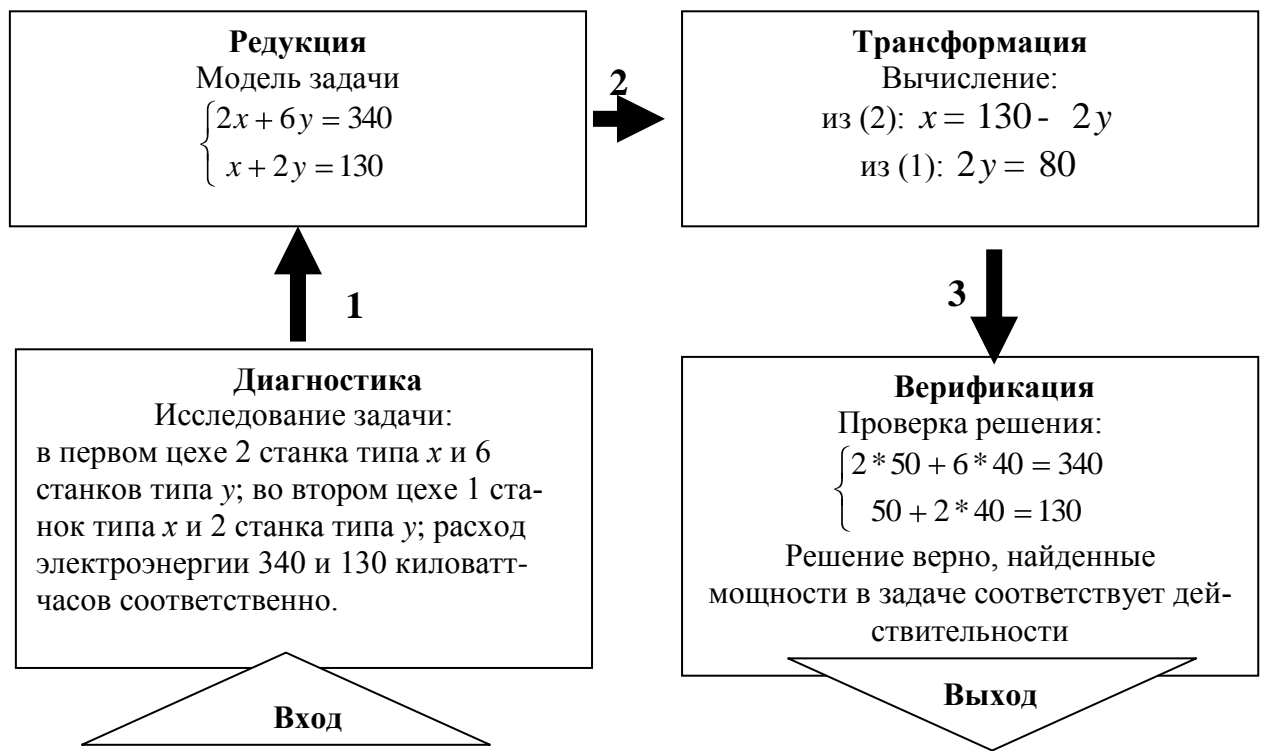 Редукция
Модель задачи
2x + 6y = 340
x + 2y = 130
2
Трансформация
Вычисление:
из (2): x = 130 - 2y
из (1): 2y = 80
1
3
Диагностика
Исследование задачи:
в первом цехе 2 станка типа x и 6
станков типа y; во втором цехе 1 ста-
нок типа x и 2 станка типа y; расход
электроэнергии 340 и 130 киловатт-
часов соответственно.
Вход
Верификация
Проверка решения:
2 * 50 + 6 * 40 = 340
50 + 2 * 40 = 130
Решение верно, найденные
мощности в задаче соответствует дей-
ствительности
Выход